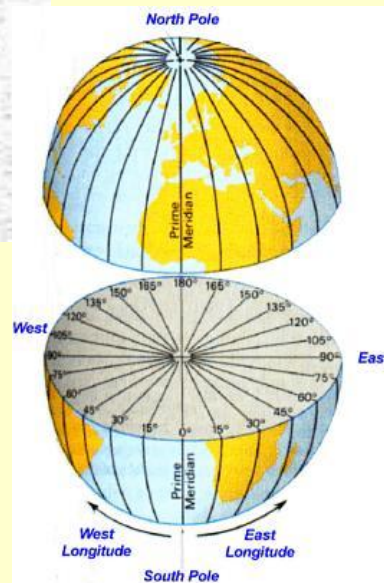 North Pole
Prime
Meridian
180°
165° 165°
150° 150°
135° 135°
120° 120°
West
105° 105°
90° 90°
Eas
75° 75°
60° 60°
45° 45°
30° 30°
15° 0° 15°
Prime
Meridian
West
Longitude
East
Longitude
South Pole